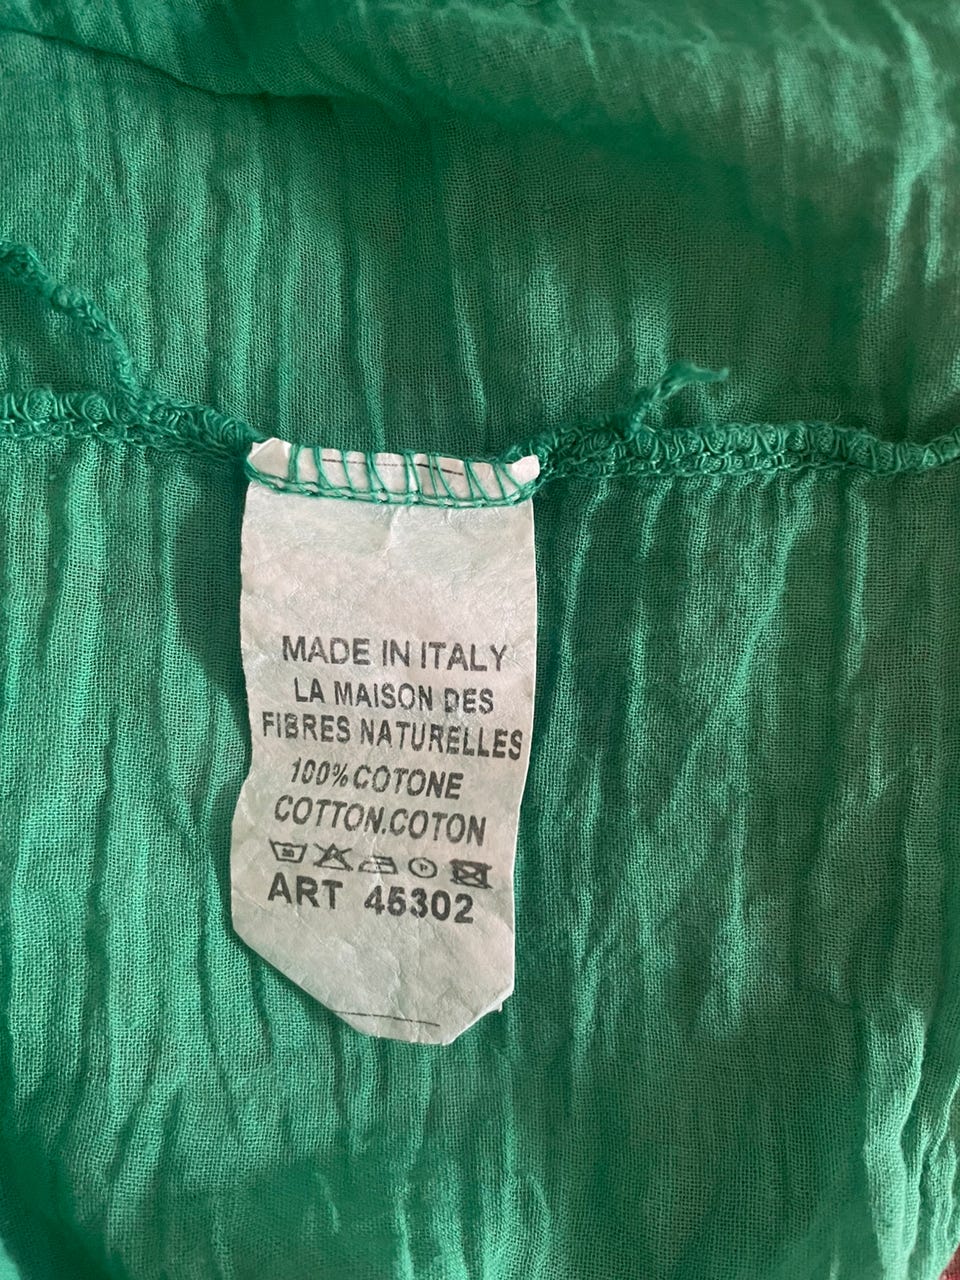 MADE IN ITALY
LA MAISON DES
FIBRES NATURELLES
100% COTONE
COTTON.COTON
ART 45302